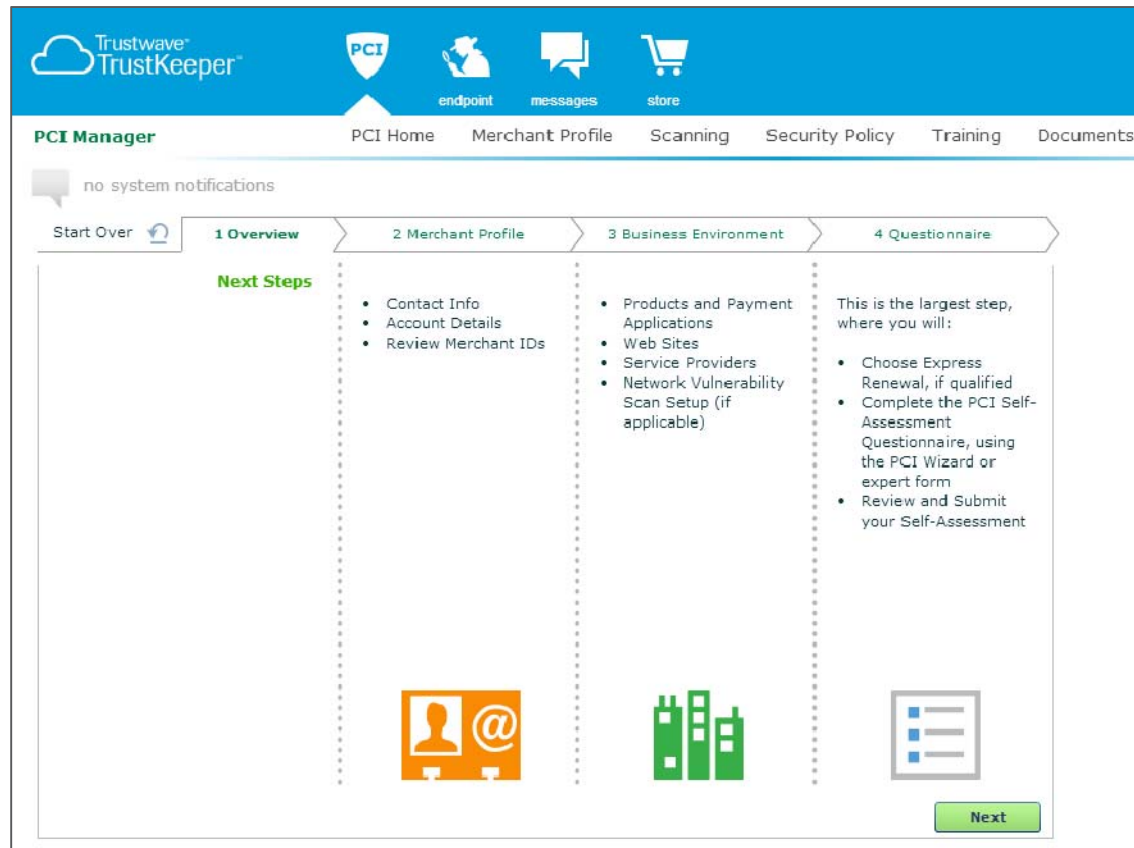 Trustwave™
TrustKeeper™
PCI
endpoint
messages
store
PCI Manager
PCI Home
Merchant Profile
Scanning
Security Policy
Training
Documents
no system notifications
Start Over
1 Overview
2 Merchant Profile
3 Business Environment
4 Questionnaire
Next Steps
• Contact Info
• Account Details
• Review Merchant IDs
• Products and Payment
Applications
• Web Sites
• Service Providers
• Network Vulnerability
Scan Setup (if
applicable)
This is the largest step,
where you will:
• Choose Express
Renewal, if qualified
• Complete the PCI Self-
Assessment
Questionnaire, using
the PCI Wizard or
expert form
• Review and Submit
your Self-Assessment
@
Next